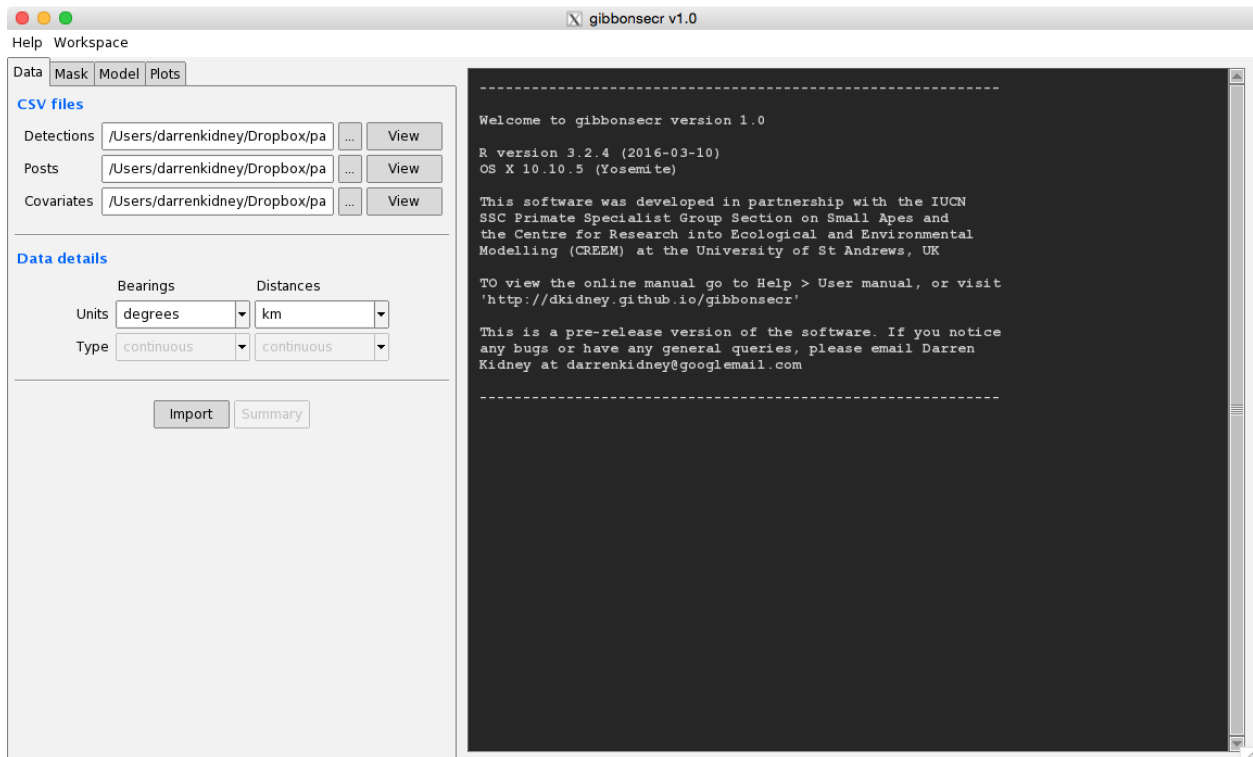 gibbonsecr v1.0
Help Workspace
Data Mask Model Plots
CSV files
Detections /Users/darrenkidney/Dropbox/pa ... View
Posts /Users/darrenkidney/Dropbox/pa ... View
Covariates /Users/darrenkidney/Dropbox/pa ... View
Data details
Bearings Distances
Units degrees km
Type continuous continuous
Import Summary
------------------------------------------------------------
Welcome to gibbonsecr version 1.0
R version 3.2.4 (2016-03-10)
OS X 10.10.5 (Yosemite)
This software was developed in partnership with the IUCN
SSC Primate Specialist Group Section on Small Apes and
the Centre for Research into Ecological and Environmental
Modelling (CREEM) at the University of St Andrews, UK
TO view the online manual go to Help > User manual, or visit
'http://dkidney.github.io/gibbonsecr'
This is a pre-release version of the software. If you notice
any bugs or have any general queries, please email Darren
Kidney at darrenkidney@googlemail.com
------------------------------------------------------------